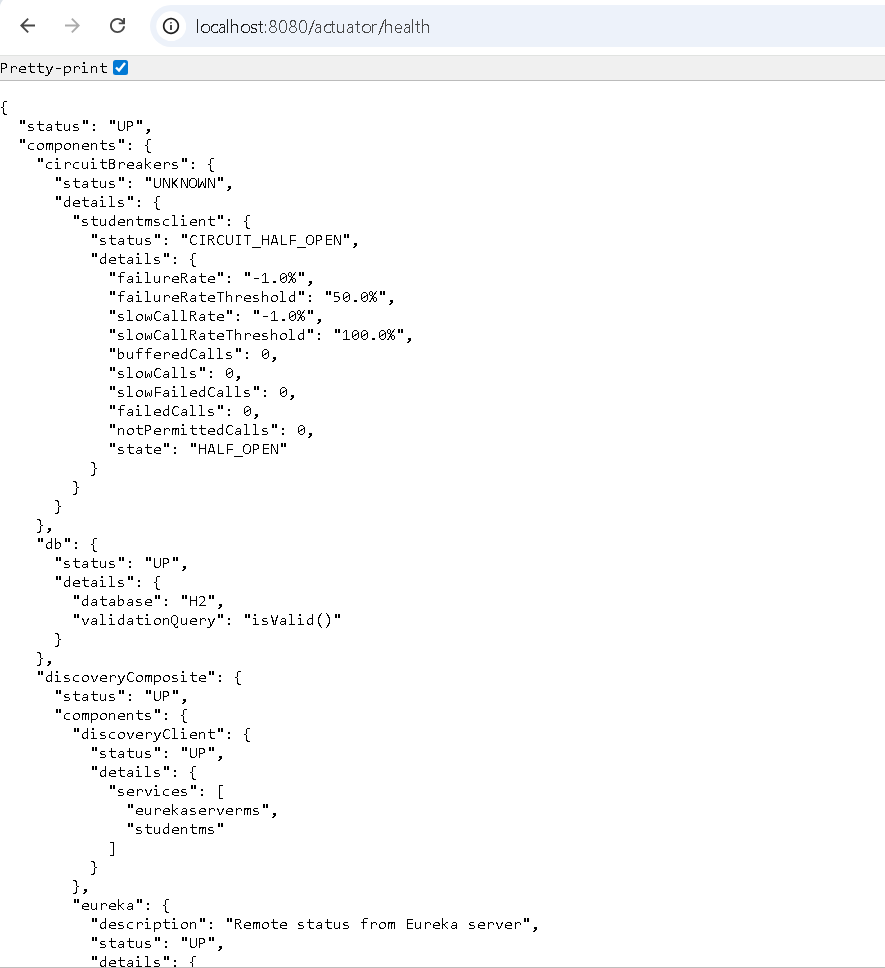 localhost:8080/actuator/health
Pretty-print
{
  "status": "UP",
  "components": {
    "circuitBreakers": {
      "status": "UNKNOWN",
      "details": {
        "studentmsclient": {
          "status": "CIRCUIT_HALF_OPEN",
          "details": {
            "failureRate": "-1.0%",
            "failureRateThreshold": "50.0%",
            "slowCallRate": "-1.0%",
            "slowCallRateThreshold": "100.0%",
            "bufferedCalls": 0,
            "slowCalls": 0,
            "slowFailedCalls": 0,
            "failedCalls": 0,
            "notPermittedCalls": 0,
            "state": "HALF_OPEN"
          }
        }
      }
    },
    "db": {
      "status": "UP",
      "details": {
        "database": "H2",
        "validationQuery": "isValid()"
      }
    },
    "discoveryComposite": {
      "status": "UP",
      "components": {
        "discoveryClient": {
          "status": "UP",
          "details": {
            "services": [
              "eurekaserverms",
              "studentms"
            ]
          }
        },
        "eureka": {
          "description": "Remote status from Eureka server",
          "status": "UP",
          "details": {